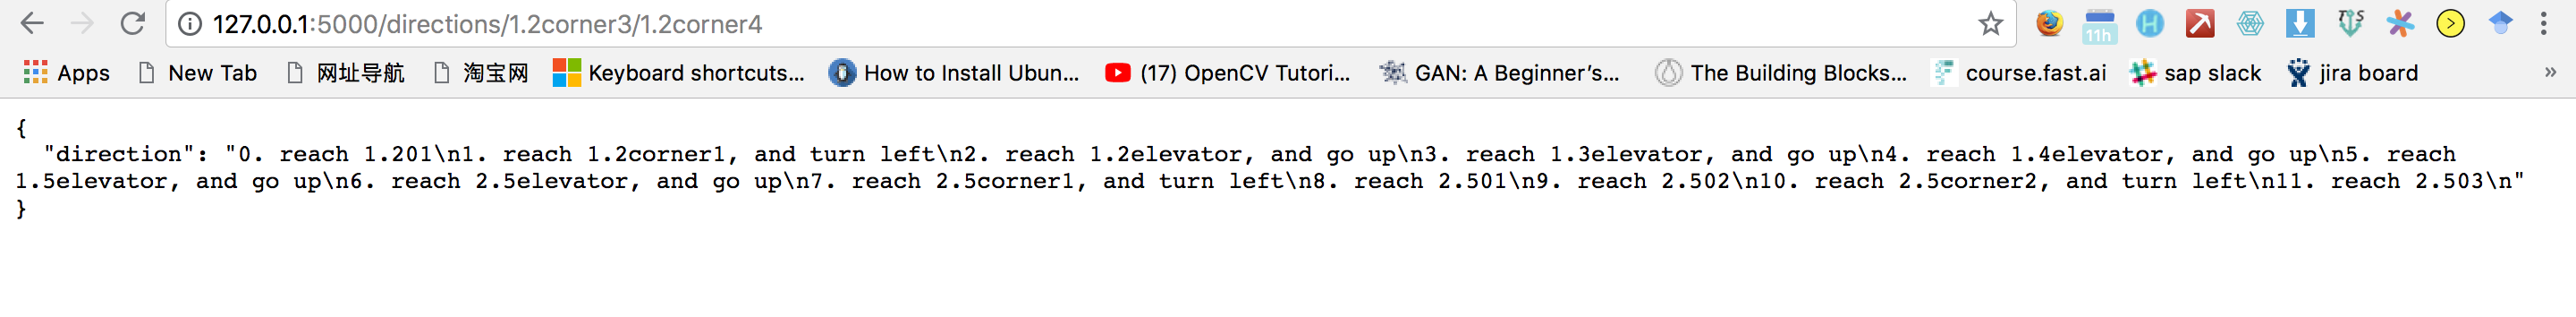 127.0.0.1:5000/directions/1.2corner3/1.2corner4
11h
Apps New Tab 网址导航 淘宝网 Keyboard shortcuts... How to Install Ubun... (17) OpenCV Tutori... GAN: A Beginner's... The Building Blocks... course.fast.ai sap slack jira board »
{
"direction": "0. reach 1.201\n1. reach 1.2corner1, and turn left\n2. reach 1.2elevator, and go up\n3. reach 1.3elevator, and go up\n4. reach 1.4elevator, and go up\n5. reach
1.5elevator, and go up\n6. reach 2.5elevator, and go up\n7. reach 2.5corner1, and turn left\n8. reach 2.501\n9. reach 2.502\n10. reach 2.5corner2, and turn left\n11. reach 2.503\n"
}